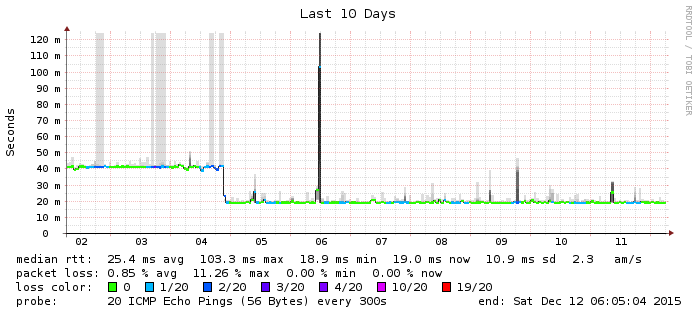 Last 10 Days
RRDTOOL / TOBI OETIKER
Seconds
120 m
110 m
100 m
90 m
80 m
70 m
60 m
50 m
40 m
30 m
20 m
10 m
0
02 03 04 05 06 07 08 09 10 11
median rtt: 25.4 ms avg 103.3 ms max 18.9 ms min 19.0 ms now 10.9 ms sd 2.3 am/s
packet loss: 0.85 % avg 11.26 % max 0.00 % min 0.00 % now
loss color: 0 1/20 2/20 3/20 4/20 10/20 19/20
probe: 20 ICMP Echo Pings (56 Bytes) every 300s end: Sat Dec 12 06:05:04 2015